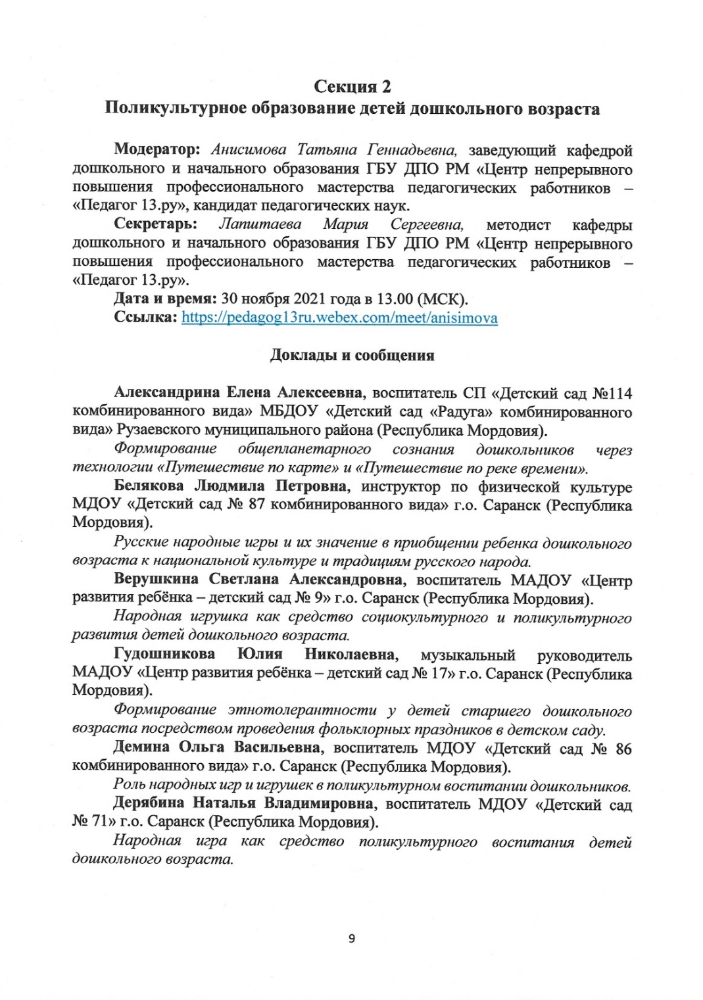 Секция 2
Поликультурное образование детей дошкольного возраста
Модератор: Анисимова Татьяна Геннадьевна, заведующий кафедрой
дошкольного и начального образования ГБУ ДПО РМ «Центр непрерывного
повышения профессионального мастерства педагогических работников –
«Педагог 13.ру», кандидат педагогических наук.
Секретарь: Лапштаева Мария Сергеевна, методист кафедры
дошкольного и начального образования ГБУ ДПО РМ «Центр непрерывного
повышения профессионального мастерства педагогических работников –
«Педагог 13.ру».
Дата и время: 30 ноября 2021 года в 13.00 (МСК).
Ссылка: https://pedagog13ru.webex.com/meet/anisimova
Доклады и сообщения
Александрина Елена Алексеевна, воспитатель СП «Детский сад №114
комбинированного вида» МБДОУ «Детский сад «Радуга» комбинированного
вида» Рузаевского муниципального района (Республика Мордовия).
Формирование общепланетарного сознания дошкольников через
технологии «Путешествие по карте» и «Путешествие по реке времени».
Белякова Людмила Петровна, инструктор по физической культуре
МДОУ «Детский сад № 87 комбинированного вида» г.о. Саранск (Республика
Мордовия).
Русские народные игры и их значение в приобщении ребенка дошкольного
возраста к национальной культуре и традициям русского народа.
Верушкина Светлана Александровна, воспитатель МАДОУ «Центр
развития ребёнка – детский сад № 9» г.о. Саранск (Республика Мордовия).
Народная игрушка как средство социокультурного и поликультурного
развития детей дошкольного возраста.
Гудошникова Юлия Николаевна, музыкальный руководитель
МАДОУ «Центр развития ребёнка – детский сад № 17» г.о. Саранск (Республика
Мордовия).
Формирование этнотолерантности у детей старшего дошкольного
возраста посредством проведения фольклорных праздников в детском саду.
Демина Ольга Васильевна, воспитатель МДОУ «Детский сад № 86
комбинированного вида» г.о. Саранск (Республика Мордовия).
Роль народных игр и игрушек в поликультурном воспитании дошкольников.
Дерябина Наталья Владимировна, воспитатель МДОУ «Детский сад
№ 71» г.о. Саранск (Республика Мордовия).
Народная игра как средство поликультурного воспитания детей
дошкольного возраста.
9